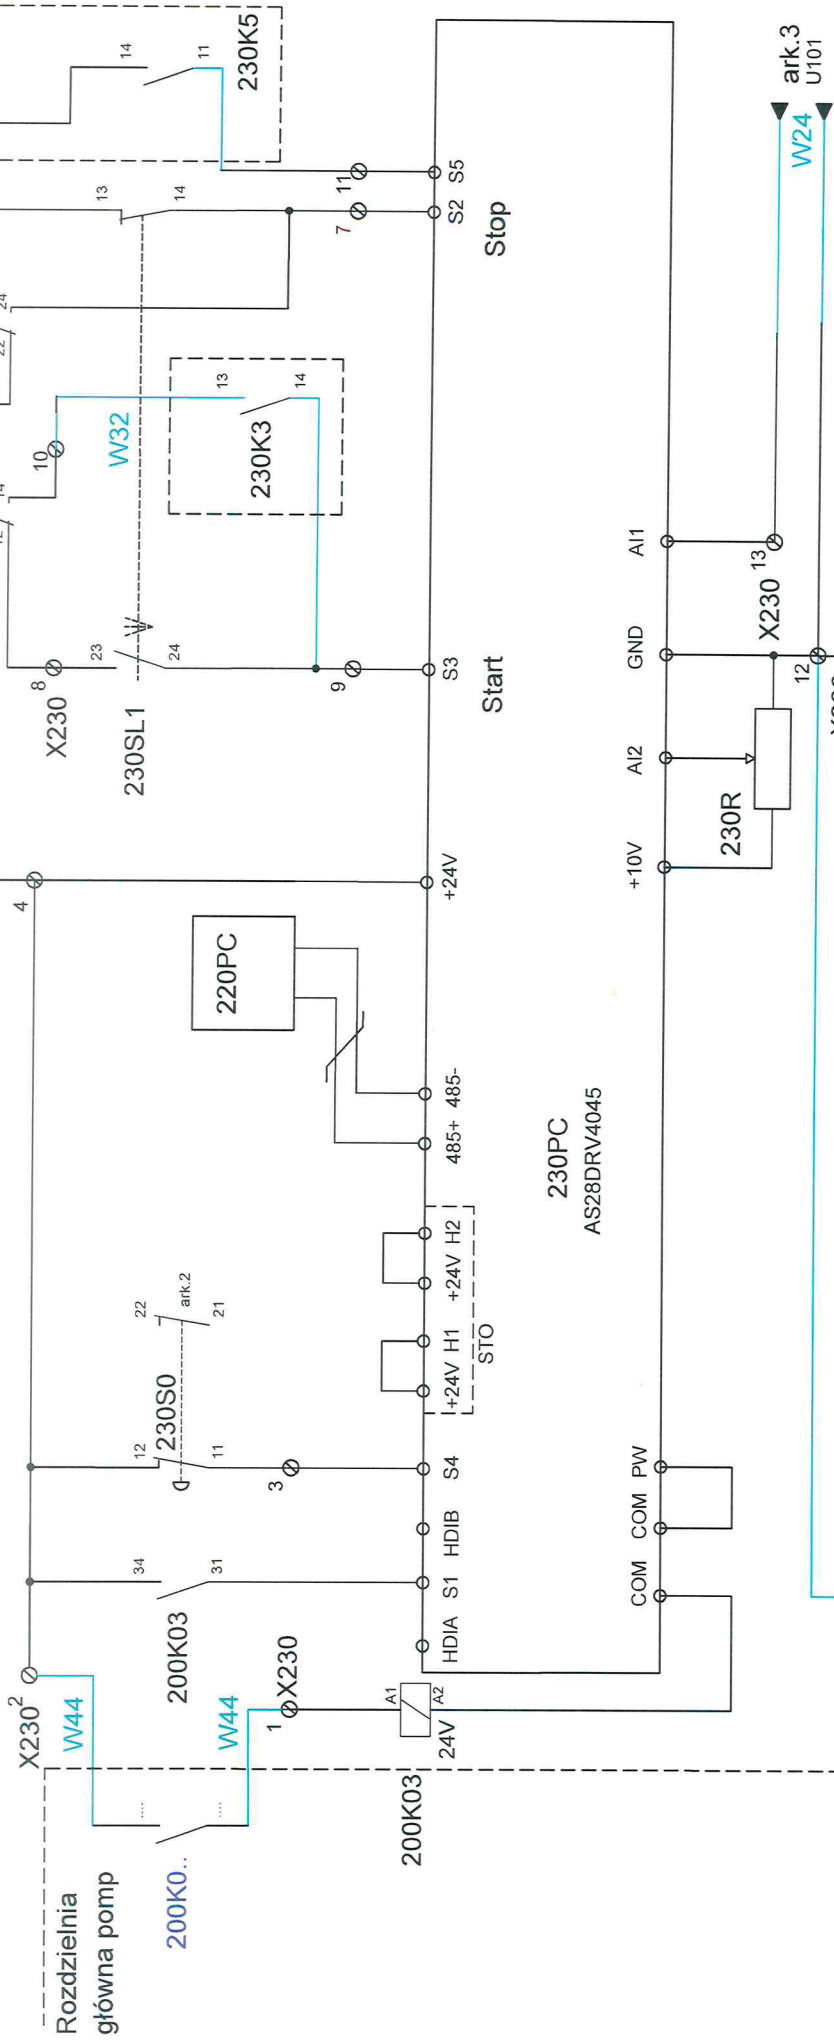 Rozdzielnia
główna pomp
X230
2
W44
200K0..
....
....
W44
1
X230
200K03
A1
A2
24V
200K03
34
31
12
11
230S0
22
21
ark.2
3
4
220PC
X230
8
23
24
230SL1
9
10
W32
13
14
230K3
22
24
13
14
7
14
11
230K5
11
HDIA
S1
HDIB
S4
+24V
H1
+24V
H2
STO
485+
485-
+24V
S3
S2
S5
Start
Stop
230PC
AS28DRV4045
COM
COM
PW
+10V
AI2
GND
AI1
230R
12
X230
13
W24
ark.3
U101